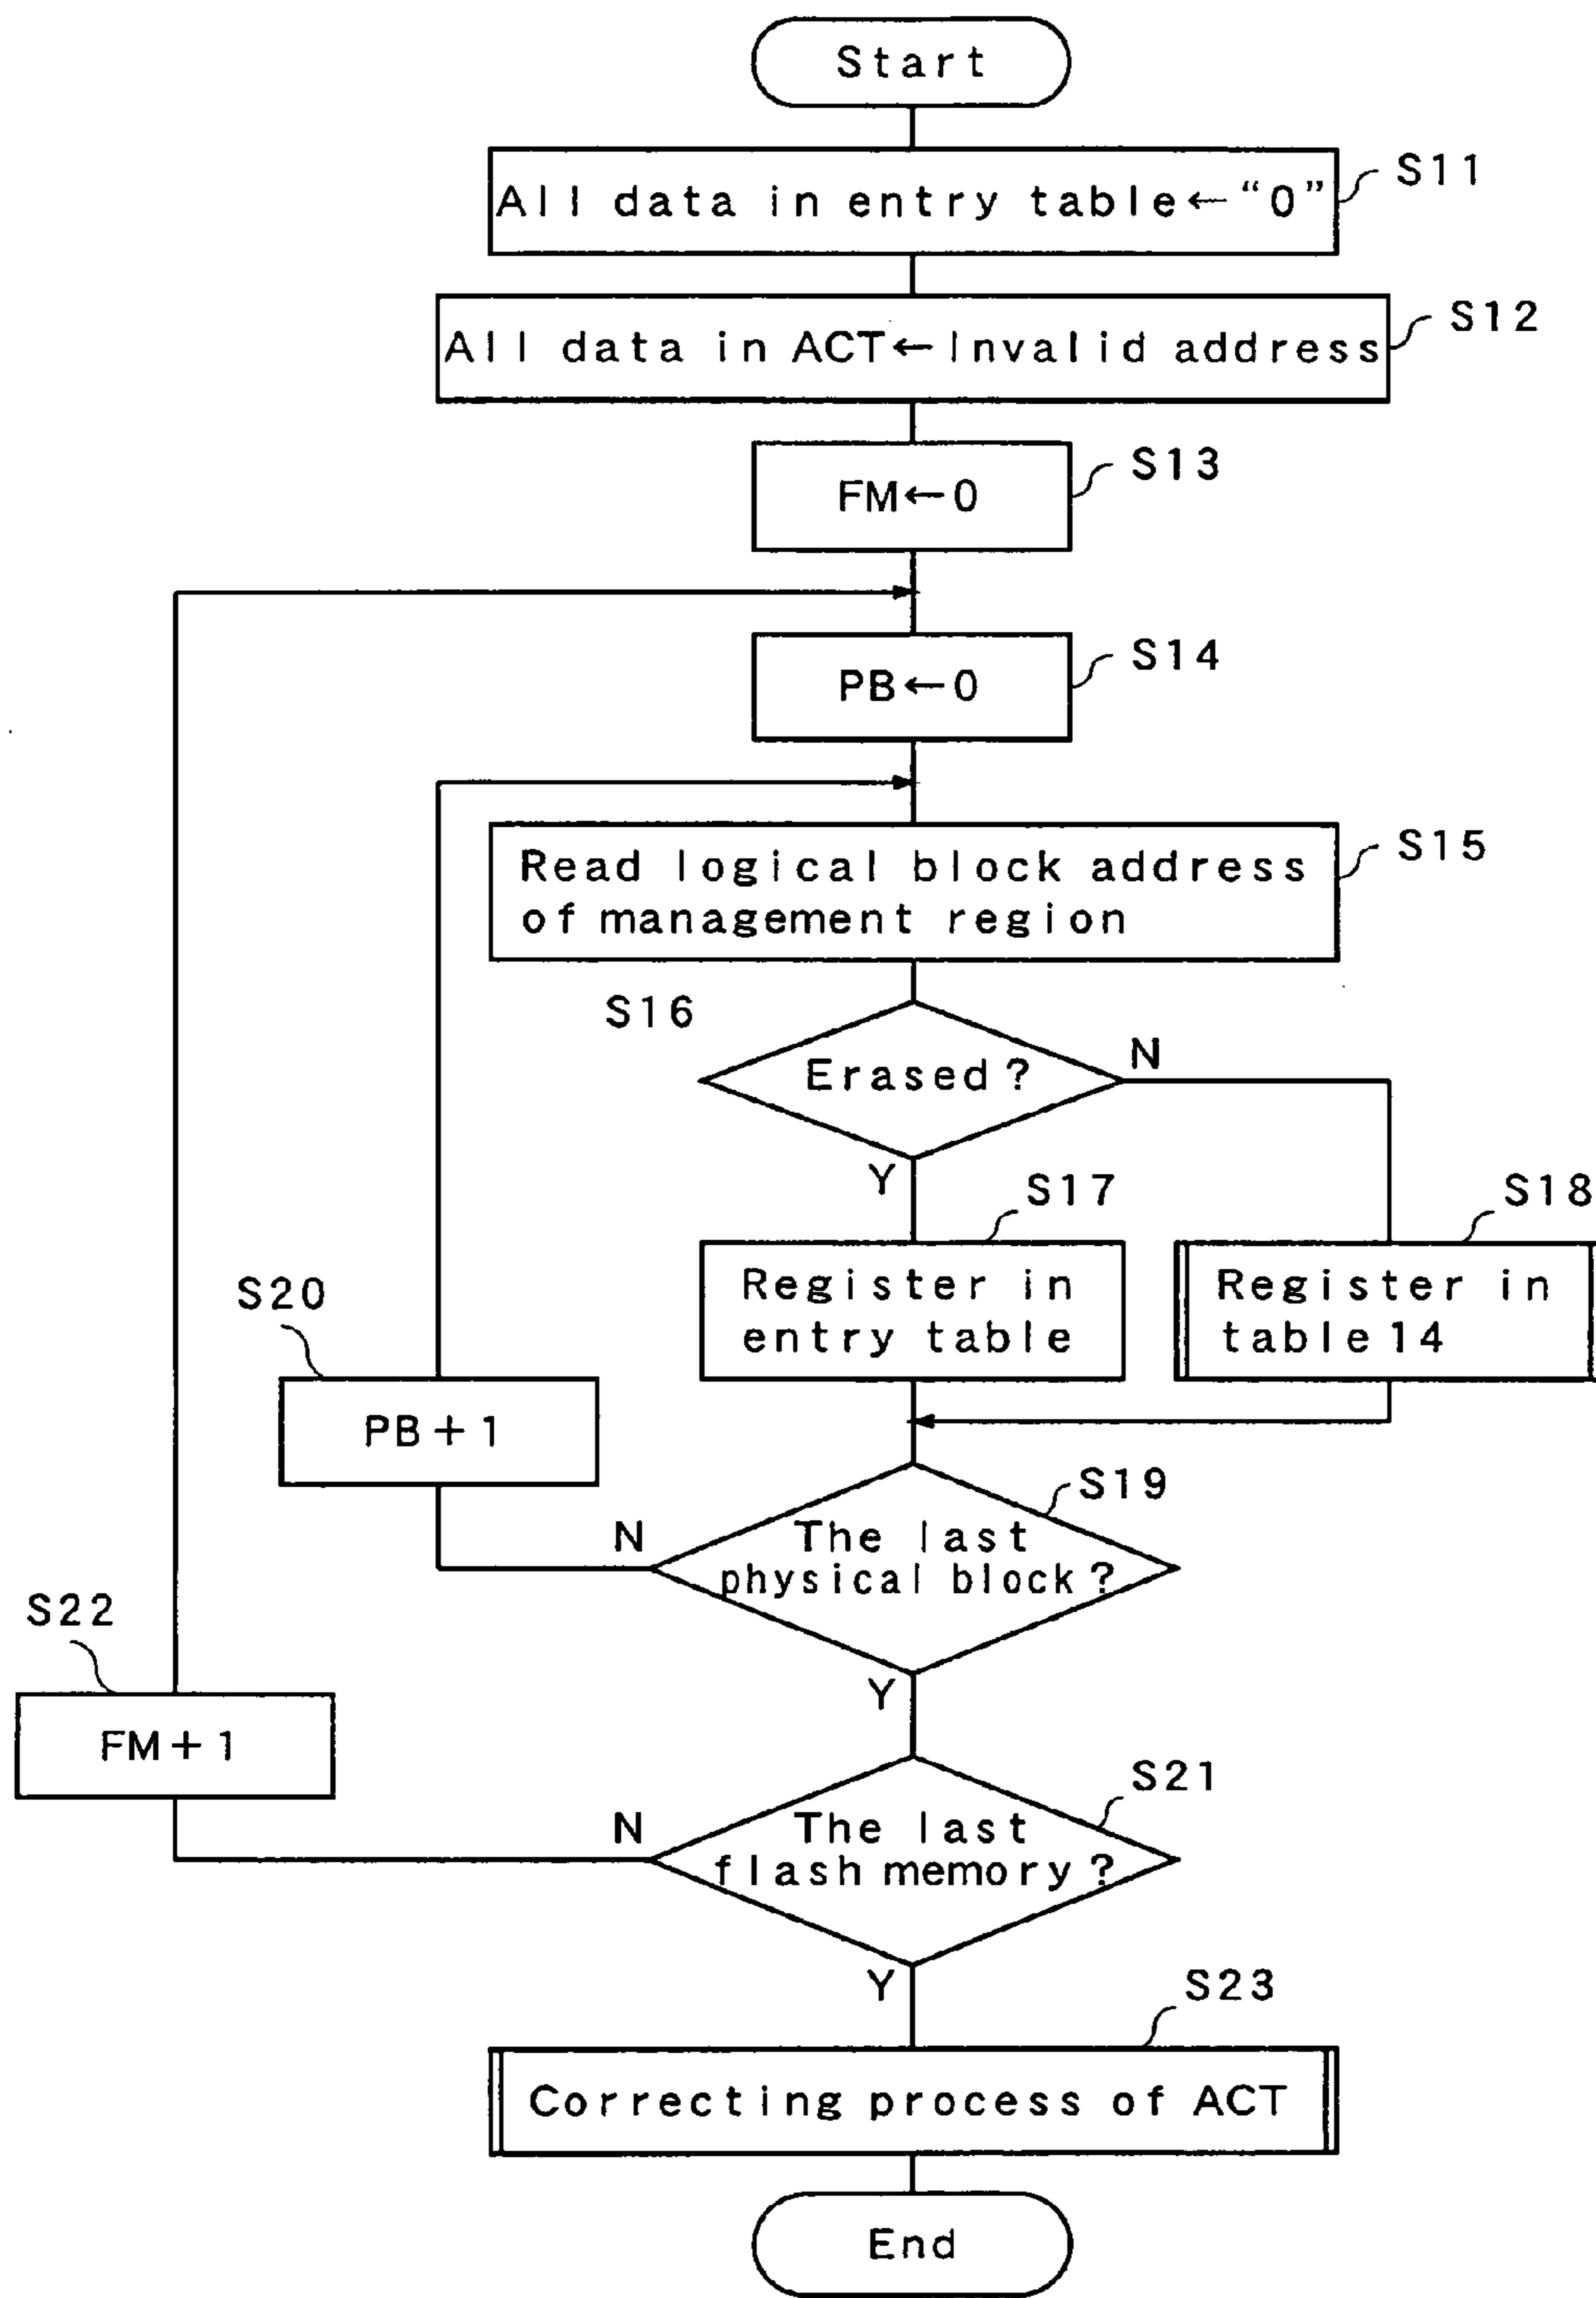 Start
All data in entry table←“0”
S11
All data in ACT←Invalid address
S12
FM←0
S13
PB←0
S14
Read logical block address
of management region
S15
S16
Erased?
N
Y
S17
S18
Register in
entry table
Register in
table14
S20
PB+1
S19
The last
physical block?
N
Y
S22
FM+1
S21
The last
flash memory?
N
Y
S23
Correcting process of ACT
End